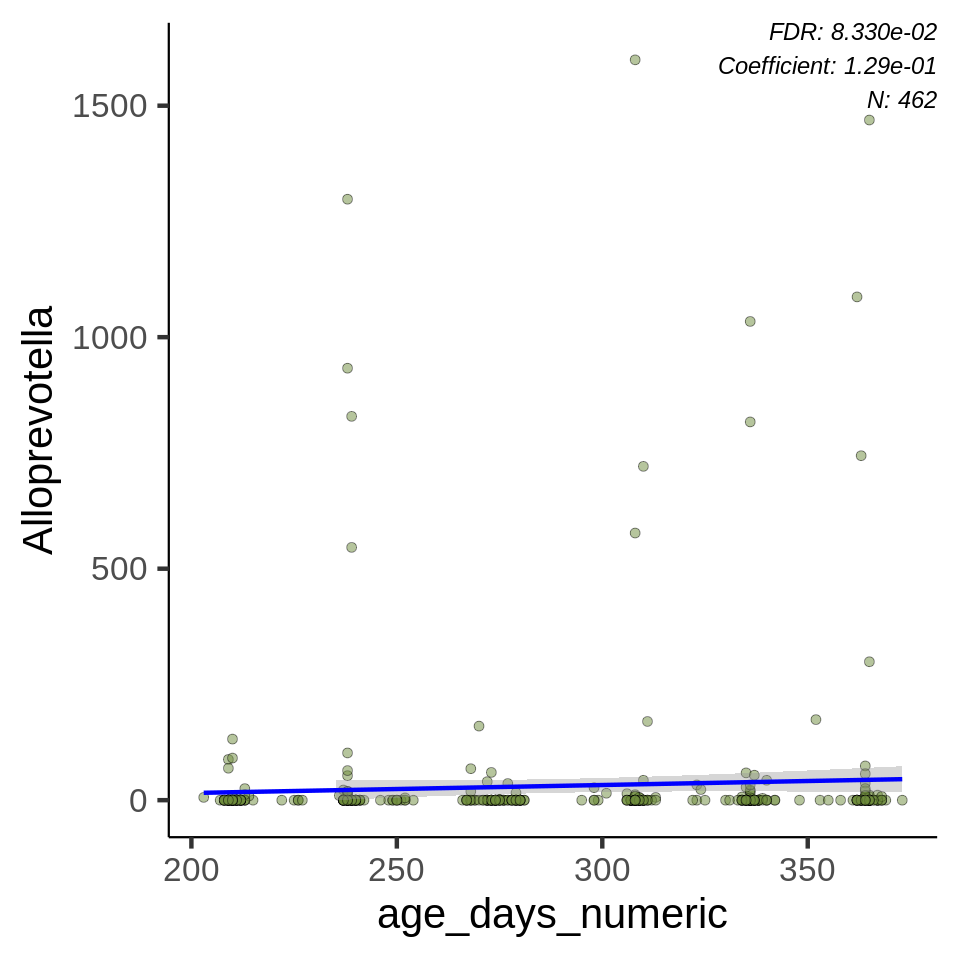 FDR: 8.330e-02
Coefficient: 1.29e-01
N: 462
1500
1000
500
0
Alloprevotella
200 250 300 350
age_days_numeric